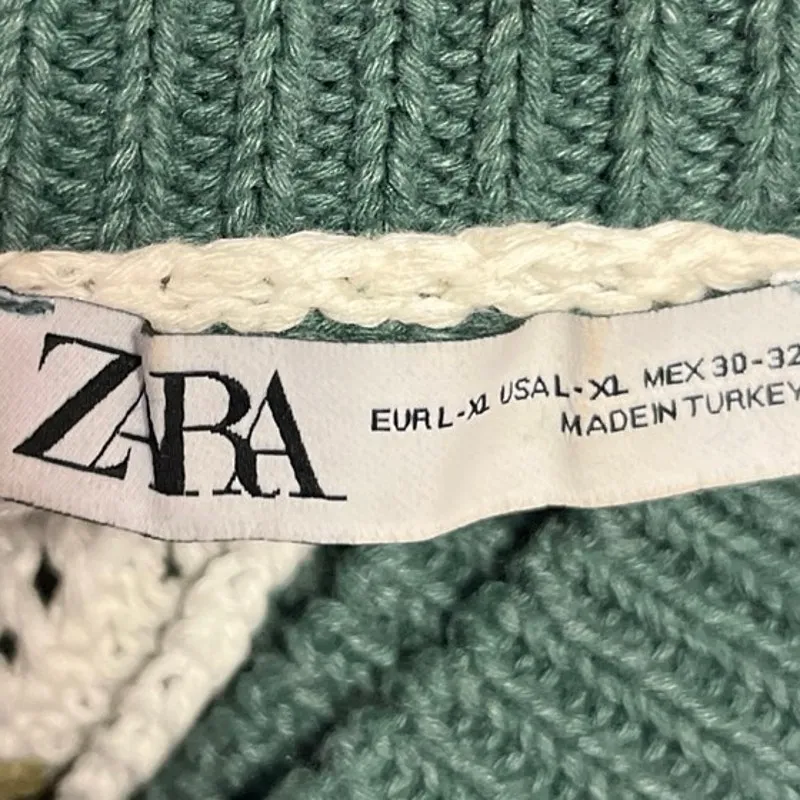 ZARA
EUR L-XL USA L-XL MEX 30-32
MADE IN TURKEY